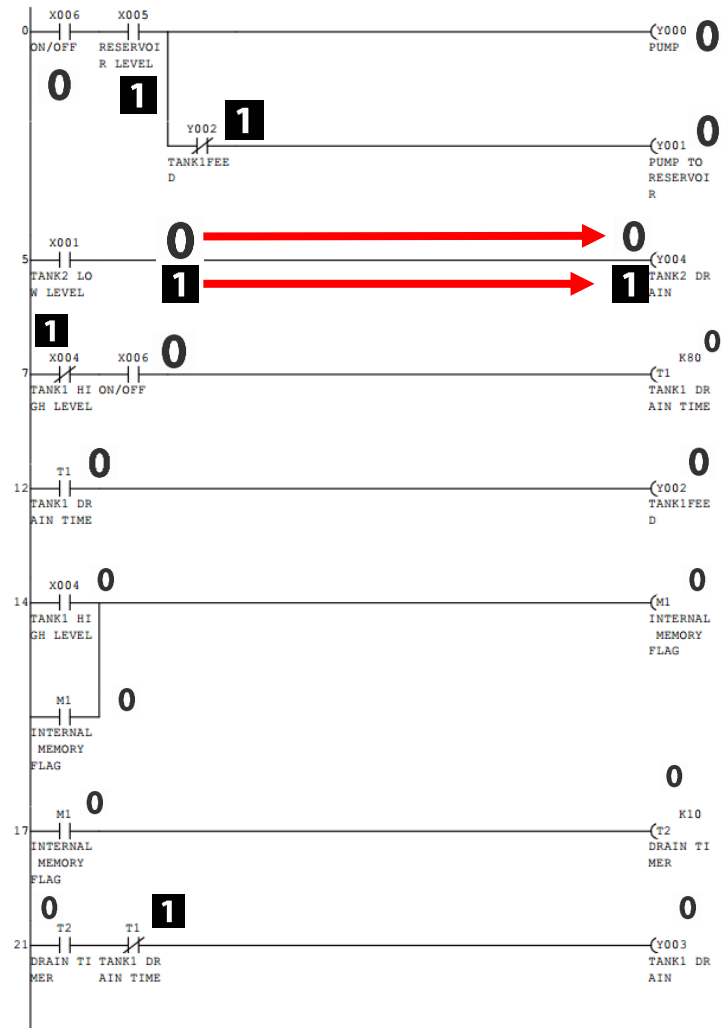 X006 X005
0 Y000 0
ON/OFF RESERVOI PUMP
R LEVEL
0 1
Y002 1 0
Y001
TANK1FEE PUMP TO
D RESERVOI
R
X001 0 0
5 Y004
TANK2 LO 1 1 TANK2 DR
W LEVEL AIN
1 0
X004 X006 0 K80
7 T1
TANK1 HI ON/OFF TANK1 DR
GH LEVEL AIN TIME
T1 0 0
12 Y002
TANK1 DR TANK1FEE
AIN TIME D
X004 0 0
14 M1
TANK1 HI INTERNAL
GH LEVEL MEMORY
FLAG
M1 0
INTERNAL
MEMORY
FLAG
0
M1 0 K10
17 T2
INTERNAL DRAIN TI
MEMORY MER
FLAG
0 1 0
T2 T1
21 Y003
DRAIN TI TANK1 DR TANK1 DR
MER AIN TIME AIN